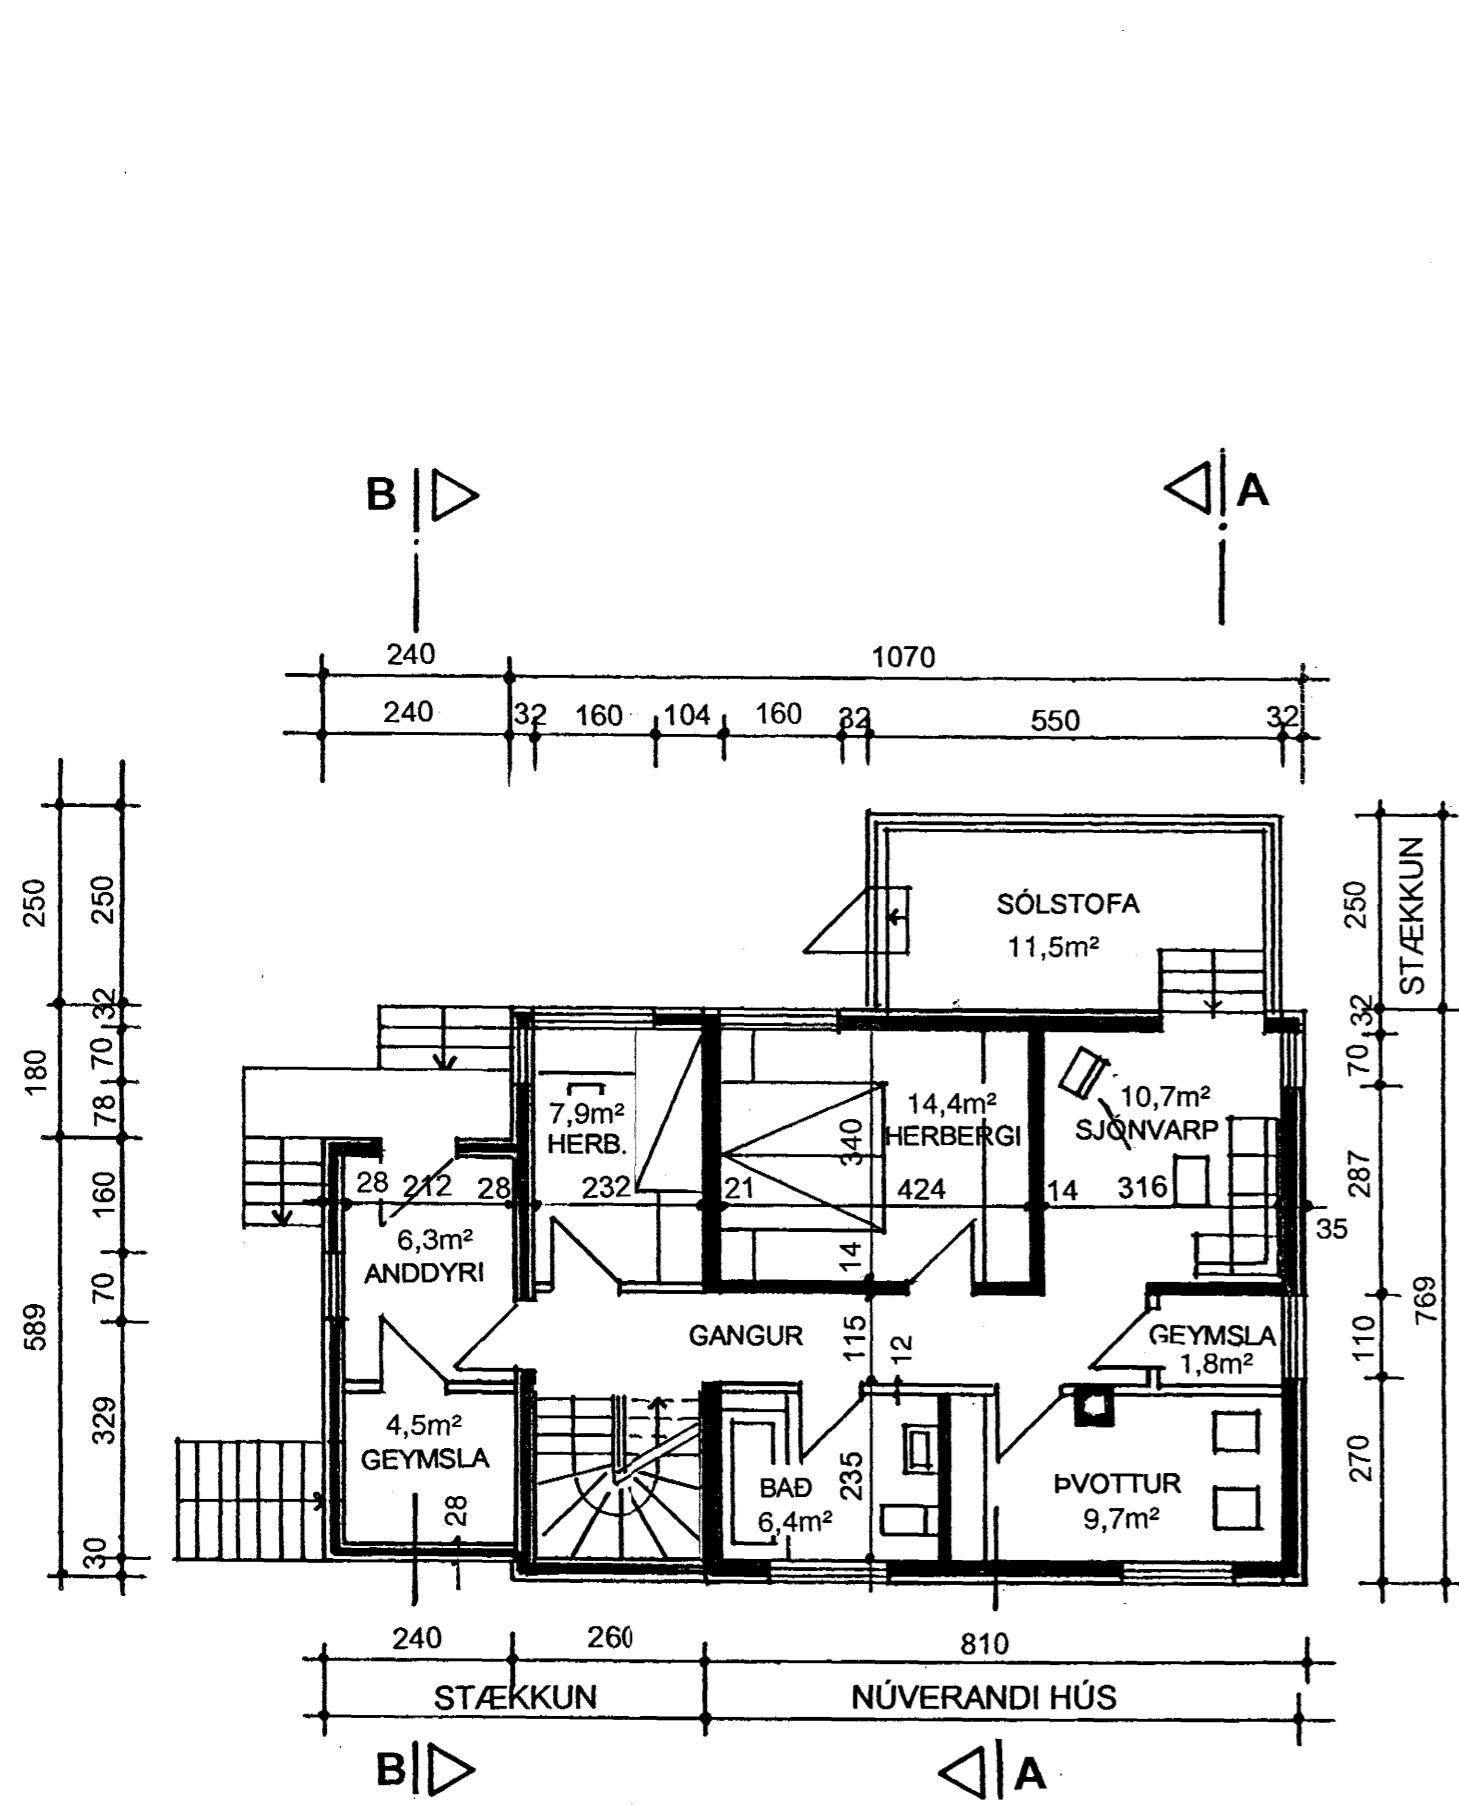 B
A
240
1070
240
32
160
104
160
32
550
32
250
180
589
250
32
70
78
160
70
329
30
SÓLSTOFA
11,5m²
7,9m²
HERB.
14,4m²
HERBERGI
340
10,7m²
SJÓNVARP
28
212
28
232
21
424
14
316
35
6,3m²
ANDDYRI
14
GANGUR
115
12
GEYMSLA
1,8m²
4,5m²
GEYMSLA
28
BAÐ
6,4m²
235
ÞVOTTUR
9,7m²
250
32
70
287
110
270
STÆKKUN
769
240
260
810
STÆKKUN
NÚVERANDI HÚS
B
A